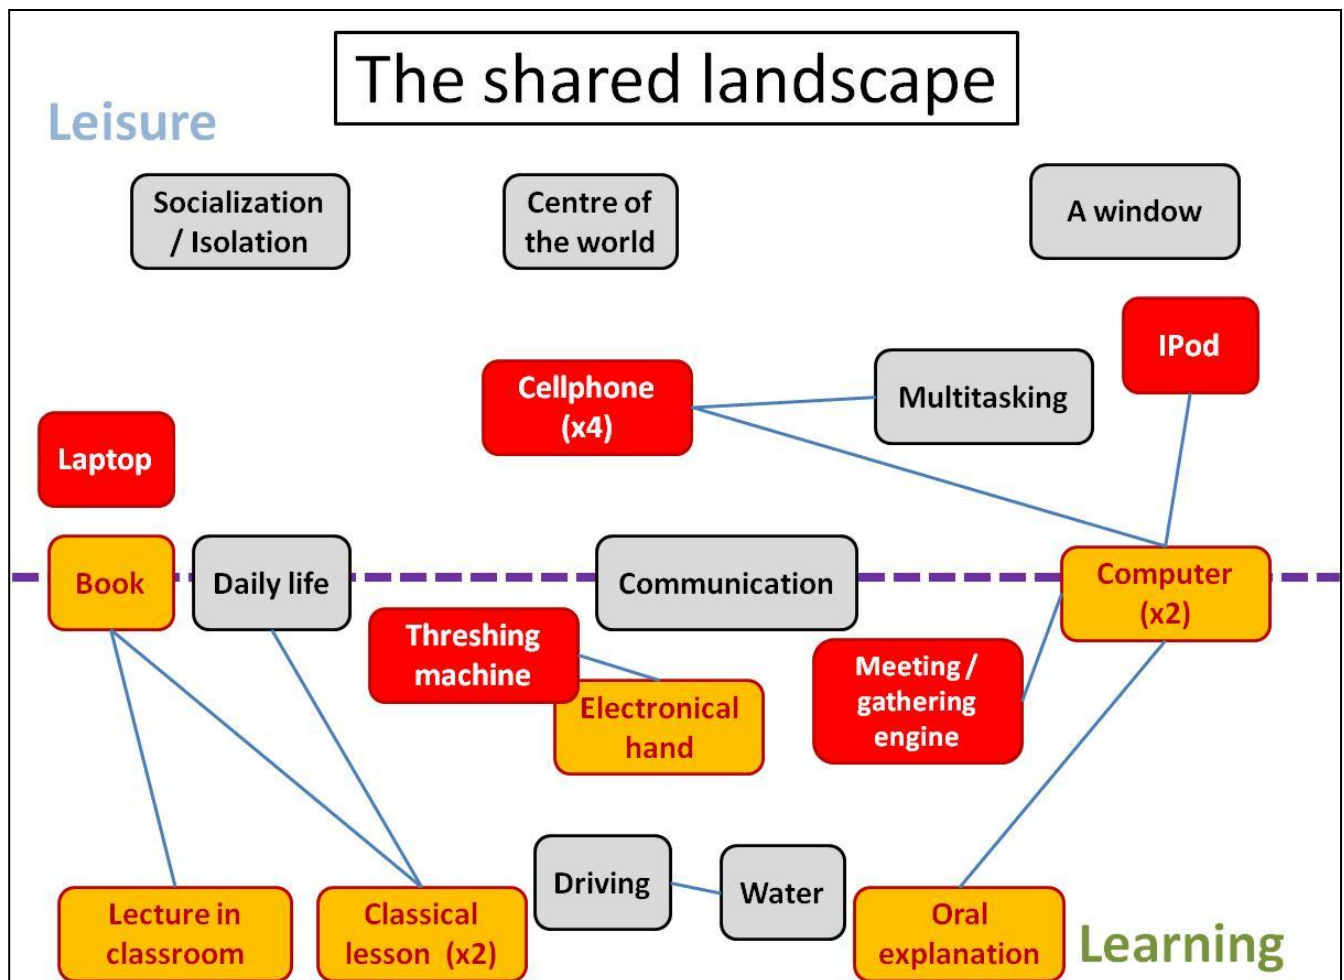 The shared landscape
Leisure
Socialization
/ Isolation
Centre of
the world
A window
IPod
Cellphone
(x4)
Multitasking
Laptop
Book
Daily life
Communication
Computer
(x2)
Threshing
machine
Electronical
hand
Meeting /
gathering
engine
Driving
Water
Lecture in
classroom
Classical
lesson (x2)
Oral
explanation
Learning